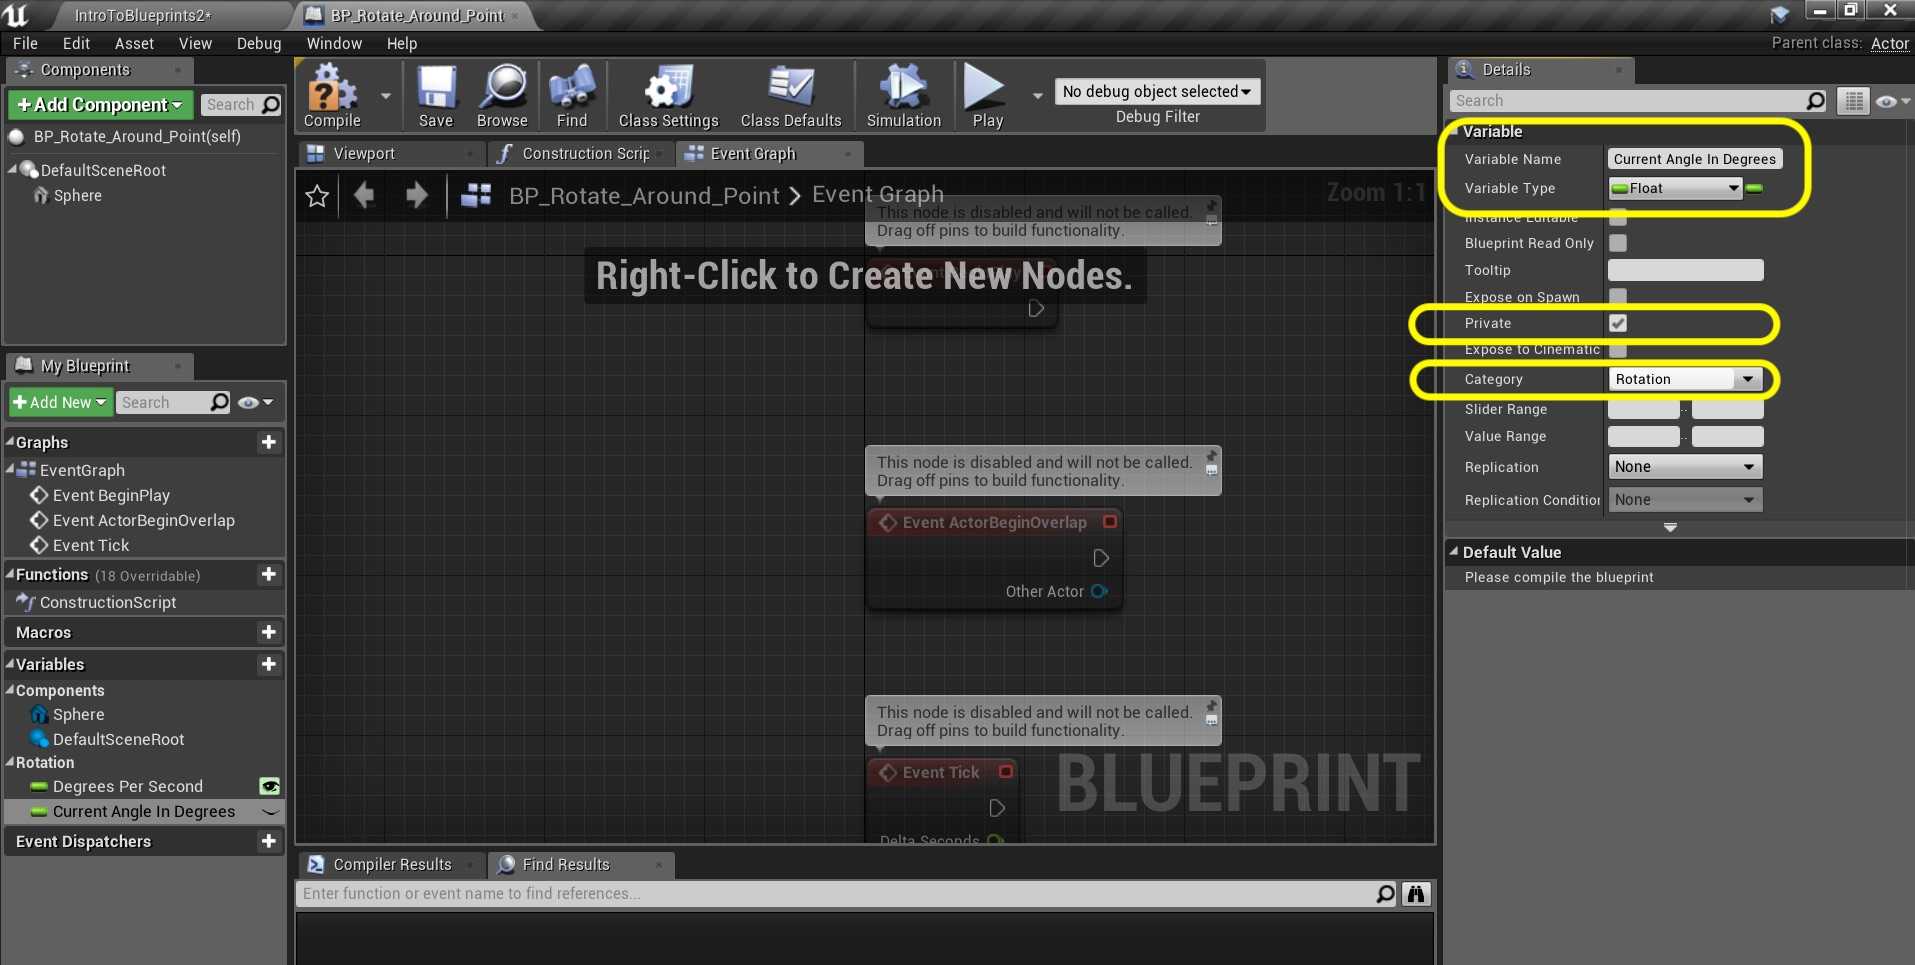 IntroToBlueprints2*
BP_Rotate_Around_Point
File Edit Asset View Debug Window Help
Parent class: Actor
Components
+Add Component
Search
BP_Rotate_Around_Point(self)
DefaultSceneRoot
Sphere
My Blueprint
+Add New
Search
Graphs
EventGraph
Event BeginPlay
Event ActorBeginOverlap
Event Tick
Functions (18 Overridable)
ConstructionScript
Macros
Variables
Components
Sphere
DefaultSceneRoot
Rotation
Degrees Per Second
Current Angle In Degrees
Event Dispatchers
Compile Save Browse Find Class Settings Class Defaults Simulation Play
No debug object selected
Debug Filter
Viewport Construction Scrip Event Graph
BP_Rotate_Around_Point > Event Graph
Zoom 1:1
This node is disabled and will not be called.
Drag off pins to build functionality.
Right-Click to Create New Nodes.
This node is disabled and will not be called.
Drag off pins to build functionality.
Event ActorBeginOverlap
Other Actor
This node is disabled and will not be called.
Drag off pins to build functionality.
Event Tick
Delta Seconds
BLUEPRINT
Compiler Results Find Results
Enter function or event name to find references...
Details
Search
Variable
Variable Name Current Angle In Degrees
Variable Type Float
Instance Editable
Blueprint Read Only
Tooltip
Expose on Spawn
Private
Expose to Cinematic
Category Rotation
Slider Range ..
Value Range ..
Replication None
Replication Condition None
Default Value
Please compile the blueprint